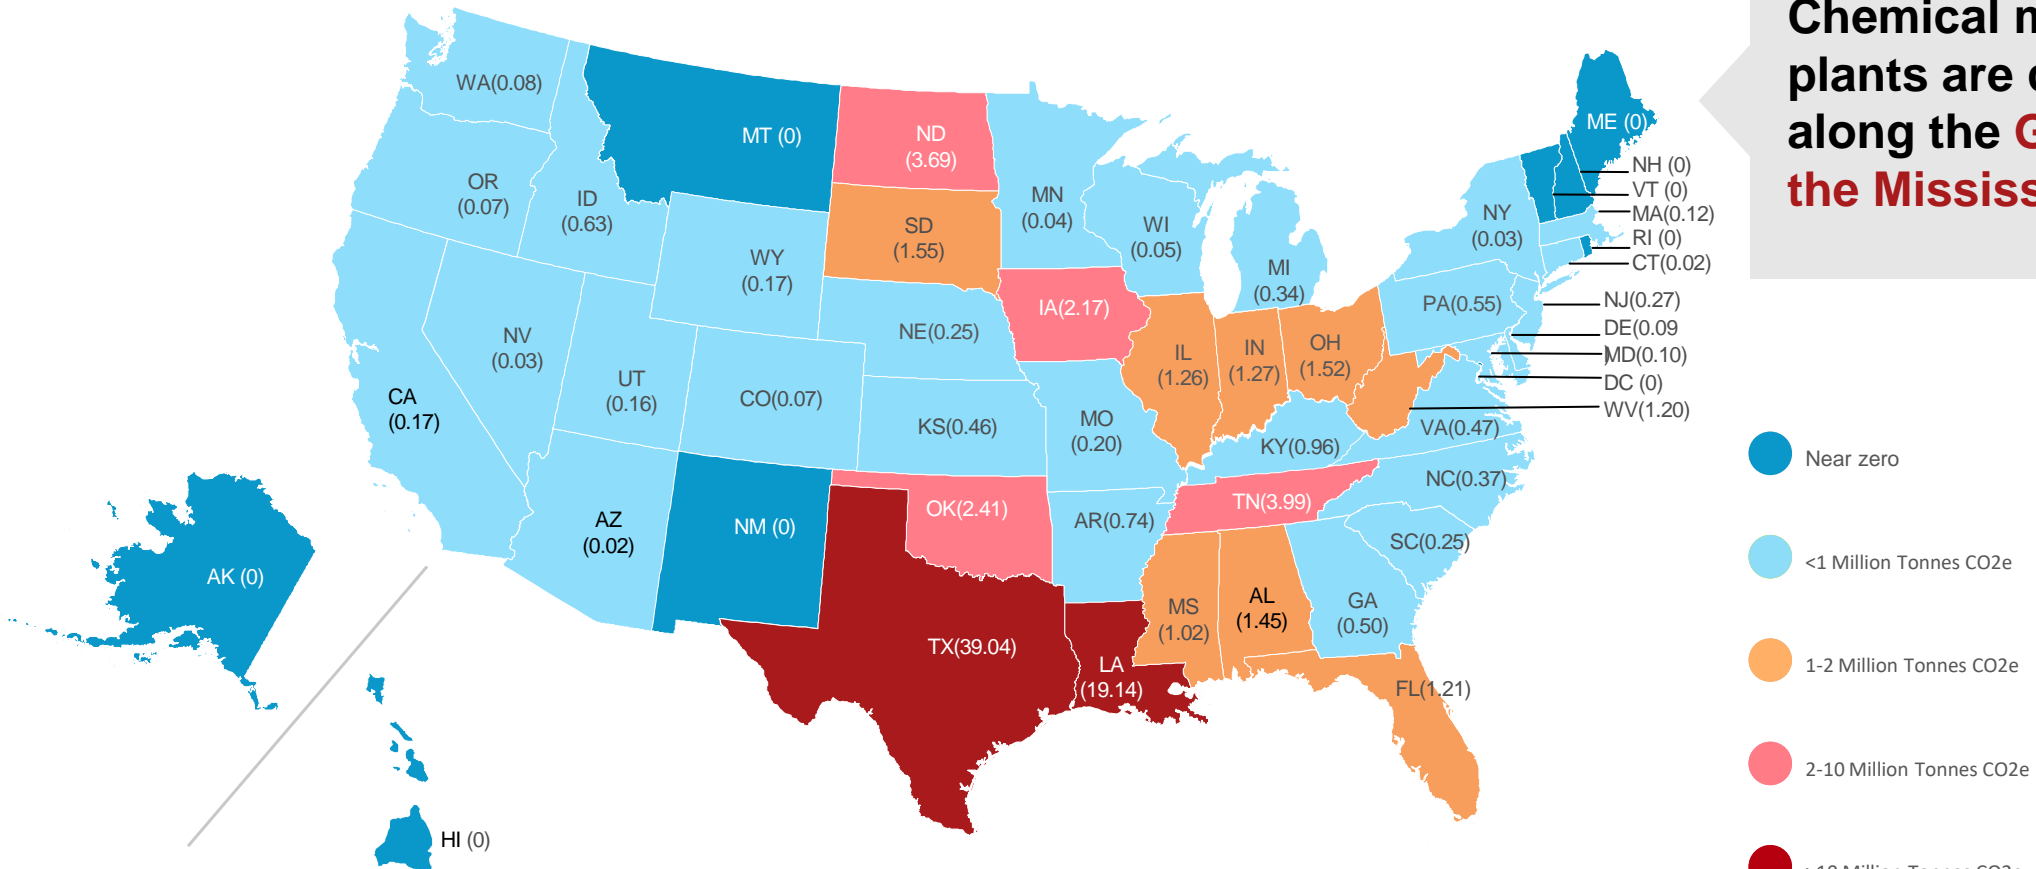 Chemical
plants are
along the
the
WA(0.08)
MT (0)
ND
(3.69)
ME (0)
OR
(0.07)
ID
(0.63)
MN
(0.04)
WI
(0.05)
SD
(1.55)
WY
(0.17)
NY
(0.03)
NH (0)
VT (0)
MA(0.12)
RI (0)
CT(0.02)
MI
(0.34)
IA(2.17)
PA(0.55)
NJ(0.27)
DE(0.09
MD(0.10)
DC (0)
WV(1.20)
NV
(0.03)
NE(0.25)
IL
(1.26)
IN
(1.27)
OH
(1.52)
UT
(0.16)
CO(0.07)
CA
(0.17)
KS(0.46)
MO
(0.20)
KY(0.96)
VA(0.47)
NC(0.37)
AZ
(0.02)
NM (0)
OK(2.41)
AR(0.74)
TN(3.99)
SC(0.25)
AK (0)
MS
(1.02)
AL
(1.45)
GA
(0.50)
TX(39.04)
LA
(19.14)
FL(1.21)
HI (0)
Near zero
<1 Million Tonnes CO2e
1-2 Million Tonnes CO2e
2-10 Million Tonnes CO2e